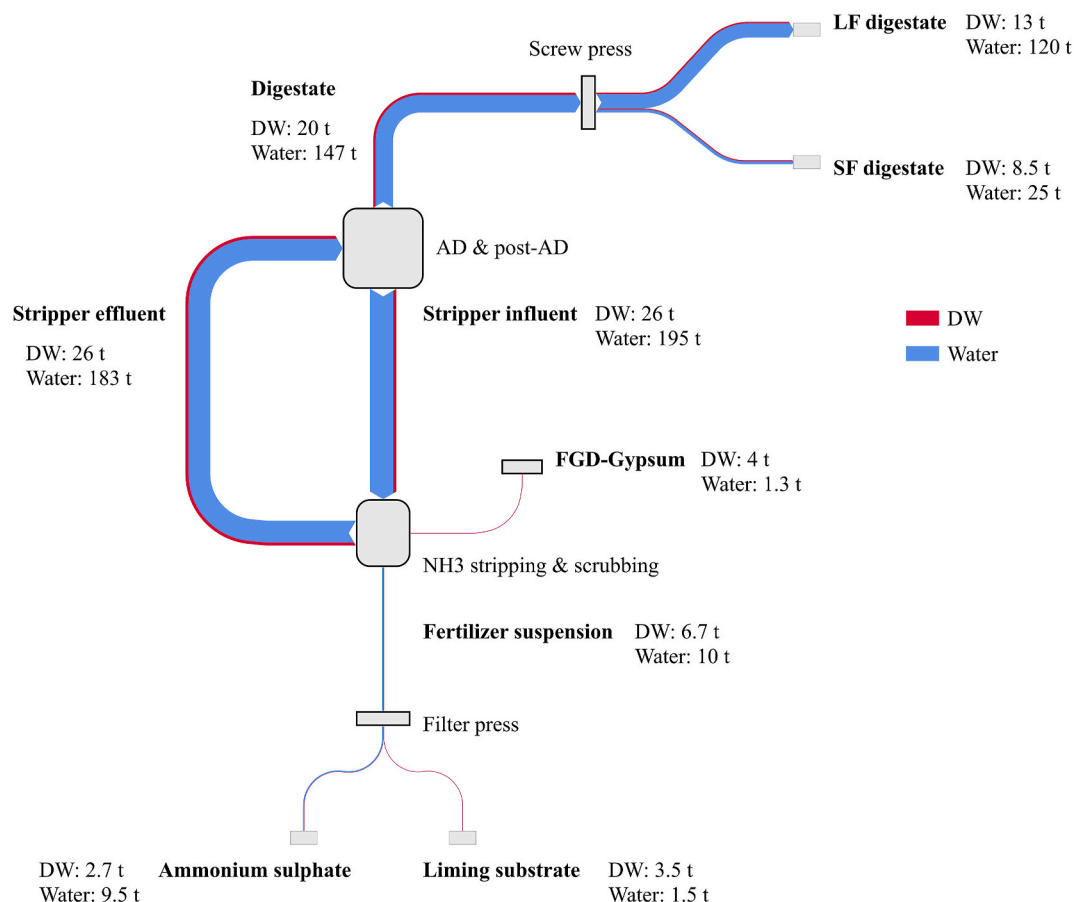 LF digestate
DW: 13 t
Water: 120 t
Screw press
Digestate
DW: 20 t
Water: 147 t
SF digestate
DW: 8.5 t
Water: 25 t
AD & post-AD
Stripper effluent
DW: 26 t
Water: 183 t
Stripper influent
DW: 26 t
Water: 195 t
DW
Water
FGD-Gypsum
DW: 4 t
Water: 1.3 t
NH3 stripping & scrubbing
Fertilizer suspension
DW: 6.7 t
Water: 10 t
Filter press
DW: 2.7 t
Water: 9.5 t
Ammonium sulphate
Liming substrate
DW: 3.5 t
Water: 1.5 t